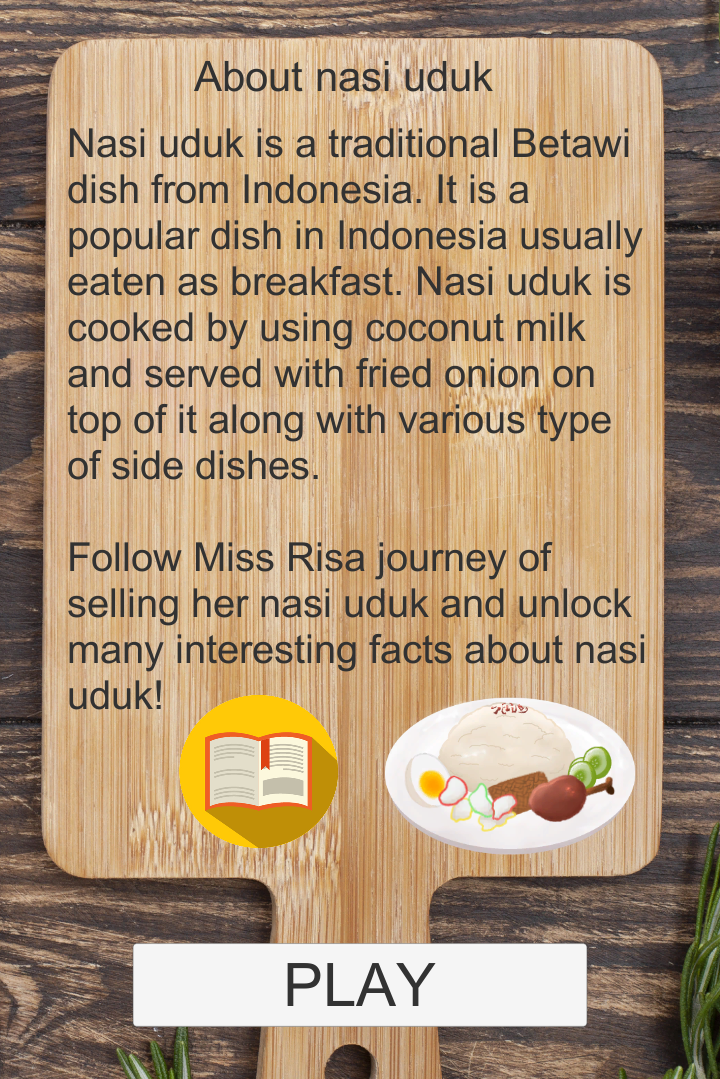 About nasi uduk
Nasi uduk is a traditional Betawi
dish from Indonesia. It is a
popular dish in Indonesia usually
eaten as breakfast. Nasi uduk is
cooked by using coconut milk
and served with fried onion on
top of it along with various type
of side dishes.
Follow Miss Risa journey of
selling her nasi uduk and unlock
many interesting facts about nasi
uduk!
PLAY